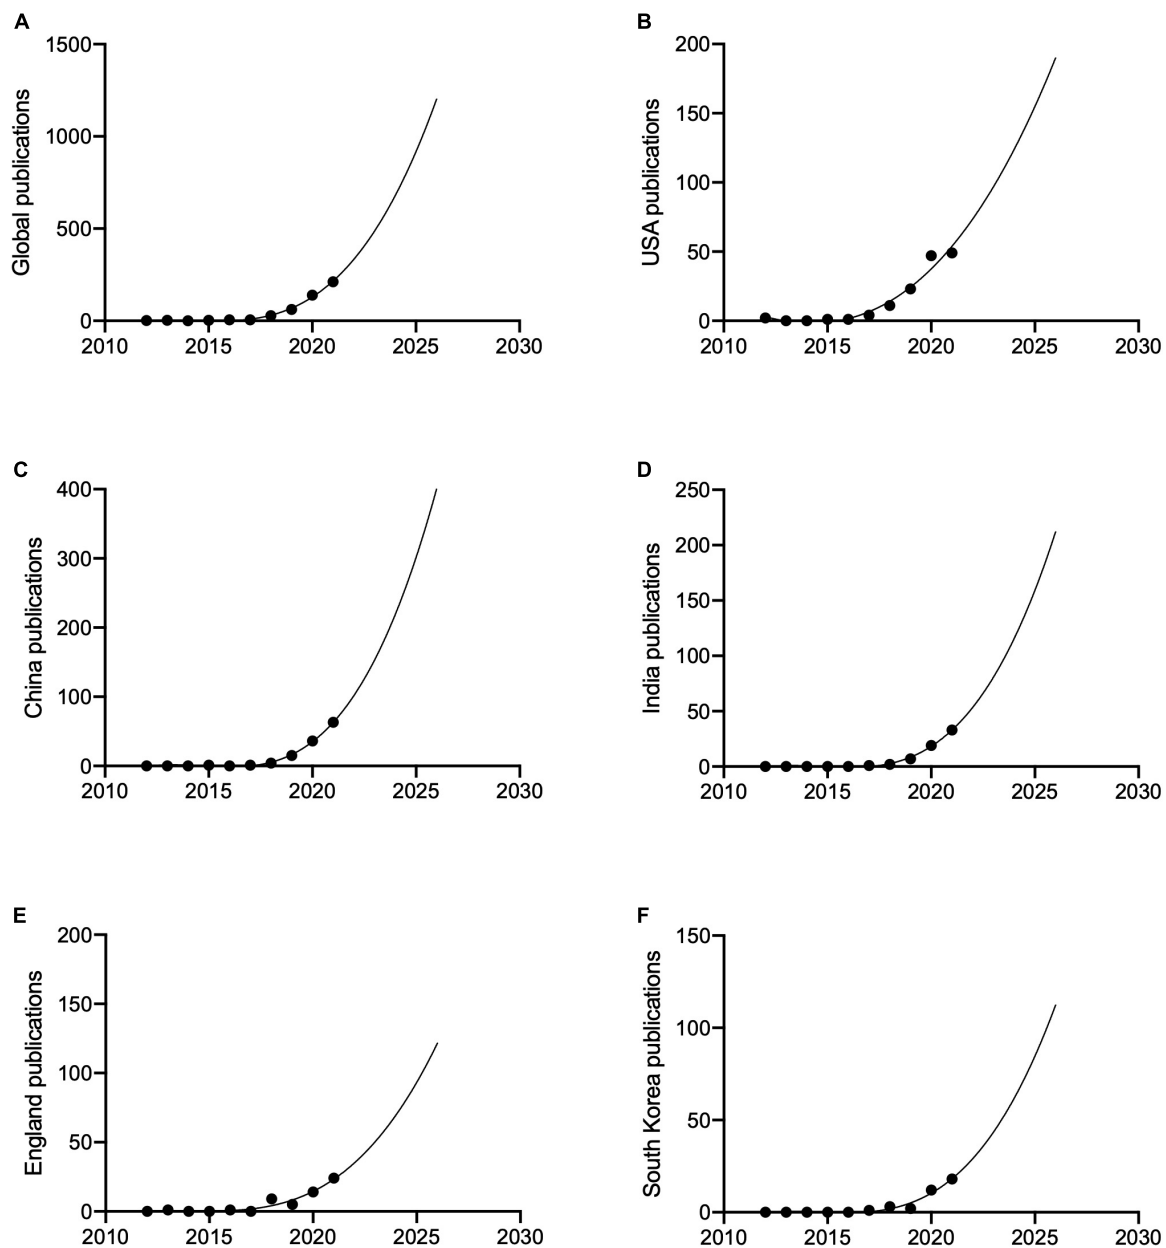 A
B
1500
1000
500
0
Global publications
2010 2015 2020 2025 2030
200
150
100
50
0
USA publications
2010 2015 2020 2025 2030
C
D
400
300
200
100
0
China publications
2010 2015 2020 2025 2030
250
200
150
100
50
0
India publications
2010 2015 2020 2025 2030
E
F
200
150
100
50
0
England publications
2010 2015 2020 2025 2030
150
100
50
0
South Korea publications
2010 2015 2020 2025 2030